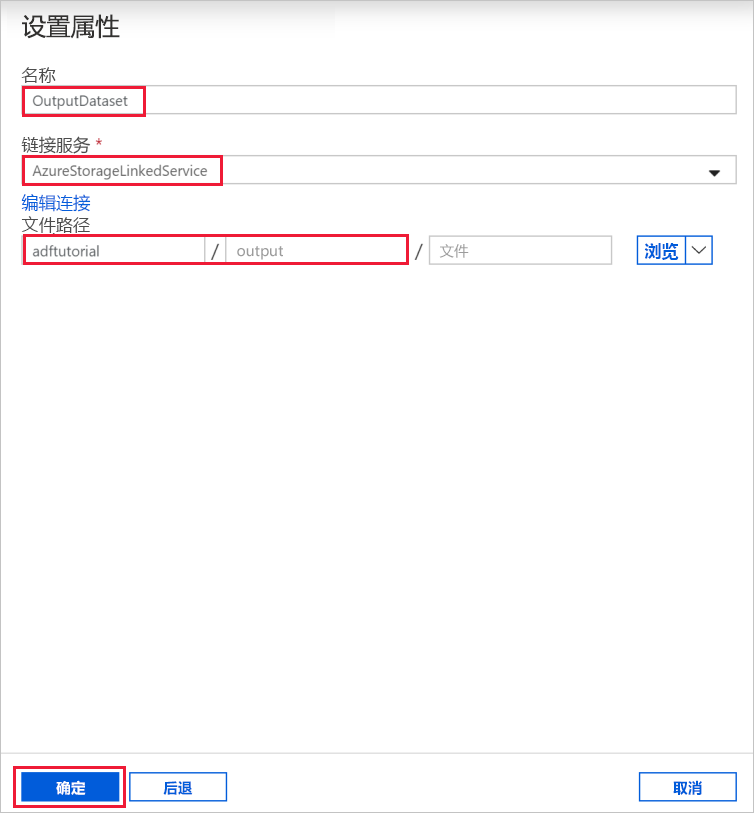 设置属性
名称
OutputDataset
链接服务 *
AzureStorageLinkedService
编辑连接
文件路径
adftutorial / output / 文件 浏览
确定 后退 取消